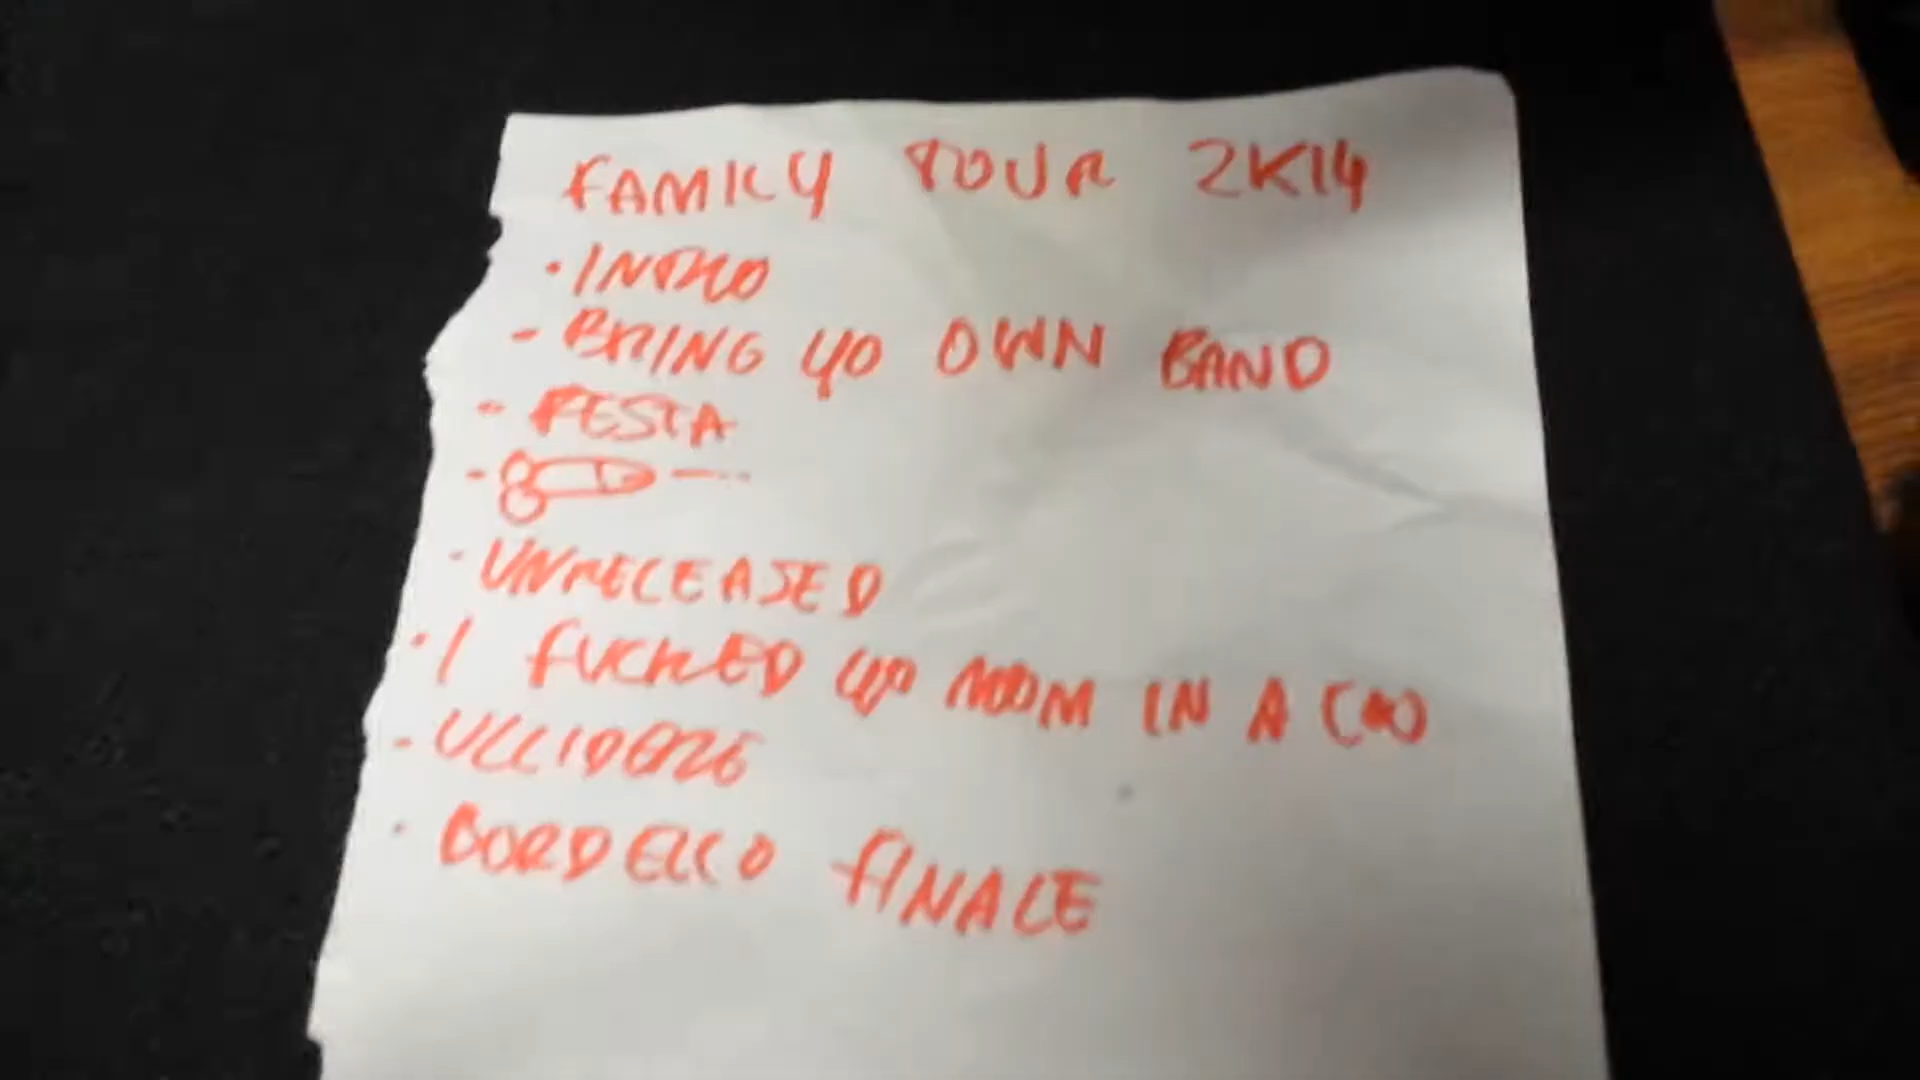 FAMILY TOUR 2K14
· INTRO
- BRING YO OWN BAND
- FESTA
-
· UNRELEASED
· I FUCKED YO MOM IN A
-
· BORDELLO FINALE